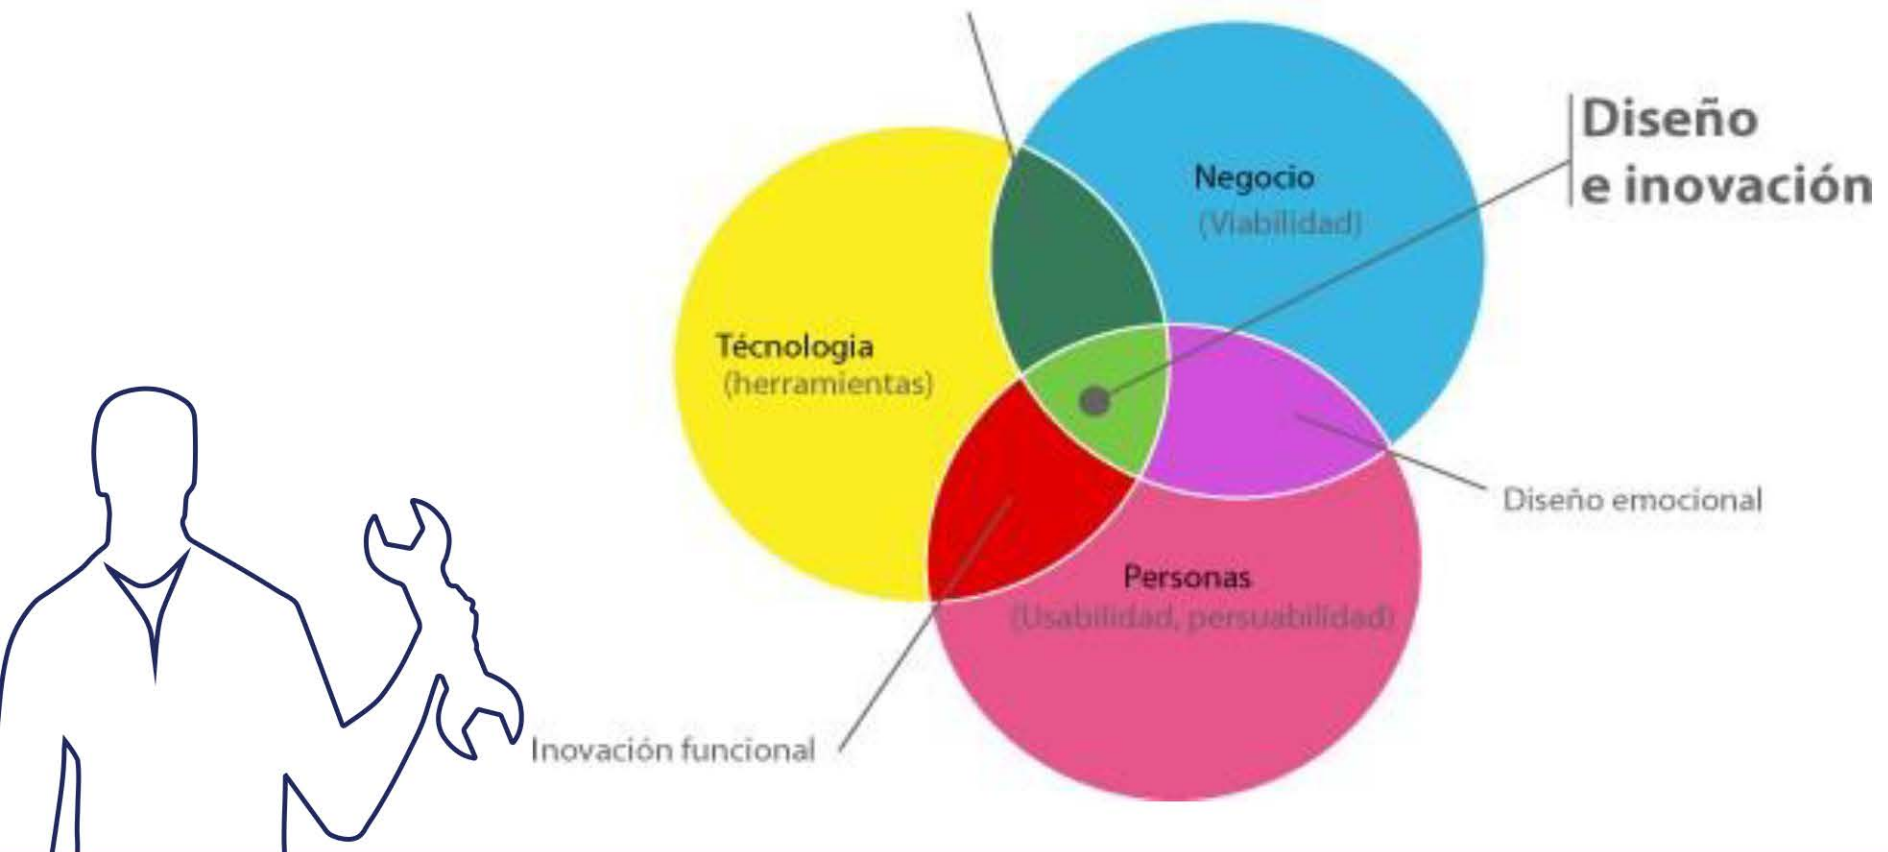 Diseño
e inovación
Negocio
(Viabilidad)
Técnologia
(herramientas)
Diseño emocional
Personas
(Usabilidad, persuabilidad)
Inovación funcional